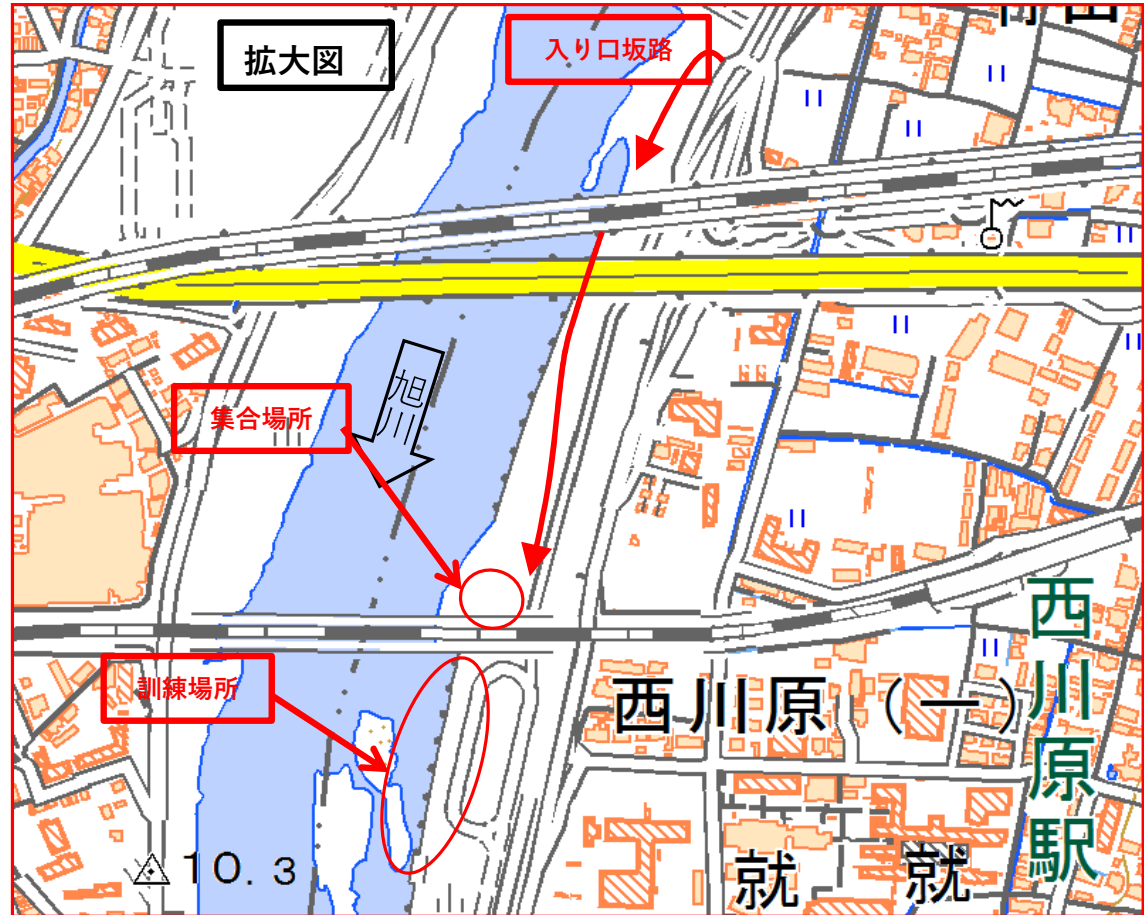 拡大図
入り口坂路
旭川
集合場所
訓練場所
西川原（一）
西川原駅
10.3
就
就